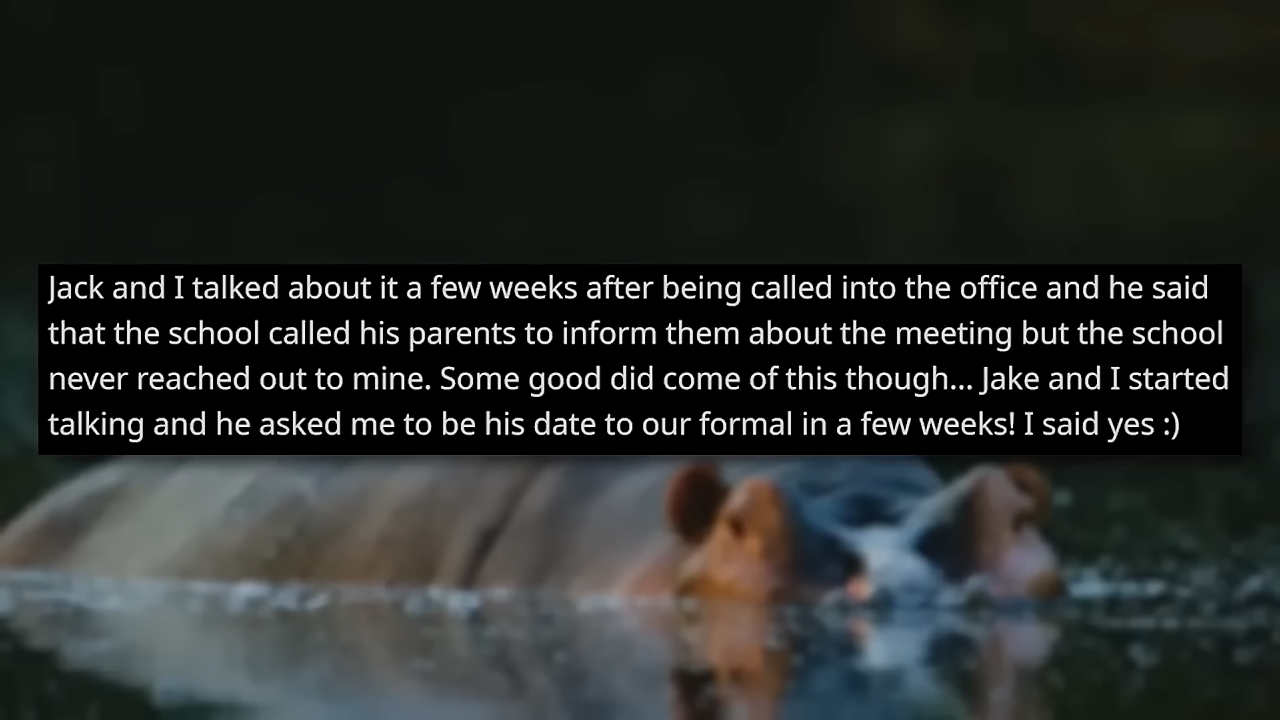 Jack and I talked about it a few weeks after being called into the office and he said
that the school called his parents to inform them about the meeting but the school
never reached out to mine. Some good did come of this though... Jake and I started
talking and he asked me to be his date to our formal in a few weeks! I said yes :)